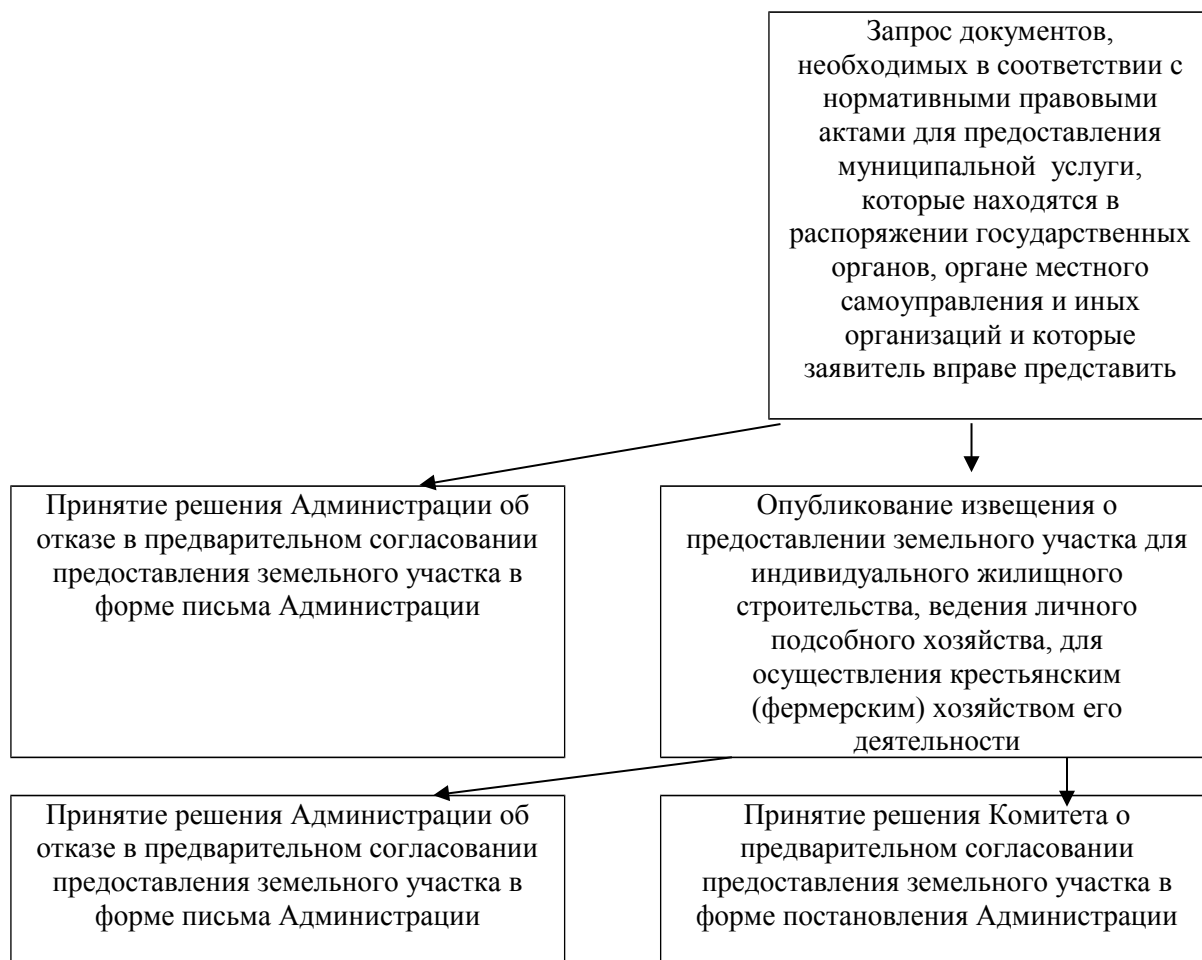 Запрос документов,
необходимых в соответствии с
нормативными правовыми
актами для предоставления
муниципальной  услуги,
которые находятся в
распоряжении государственных
органов, органе местного
самоуправления и иных
организаций и которые
заявитель вправе представить
Принятие решения Администрации об
отказе в предварительном согласовании
предоставления земельного участка в
форме письма Администрации
Опубликование извещения о
предоставлении земельного участка для
индивидуального жилищного
строительства, ведения личного
подсобного хозяйства, для
осуществления крестьянским
(фермерским) хозяйством его
деятельности
Принятие решения Администрации об
отказе в предварительном согласовании
предоставления земельного участка в
форме письма Администрации
Принятие решения Комитета о
предварительном согласовании
предоставления земельного участка в
форме постановления Администрации